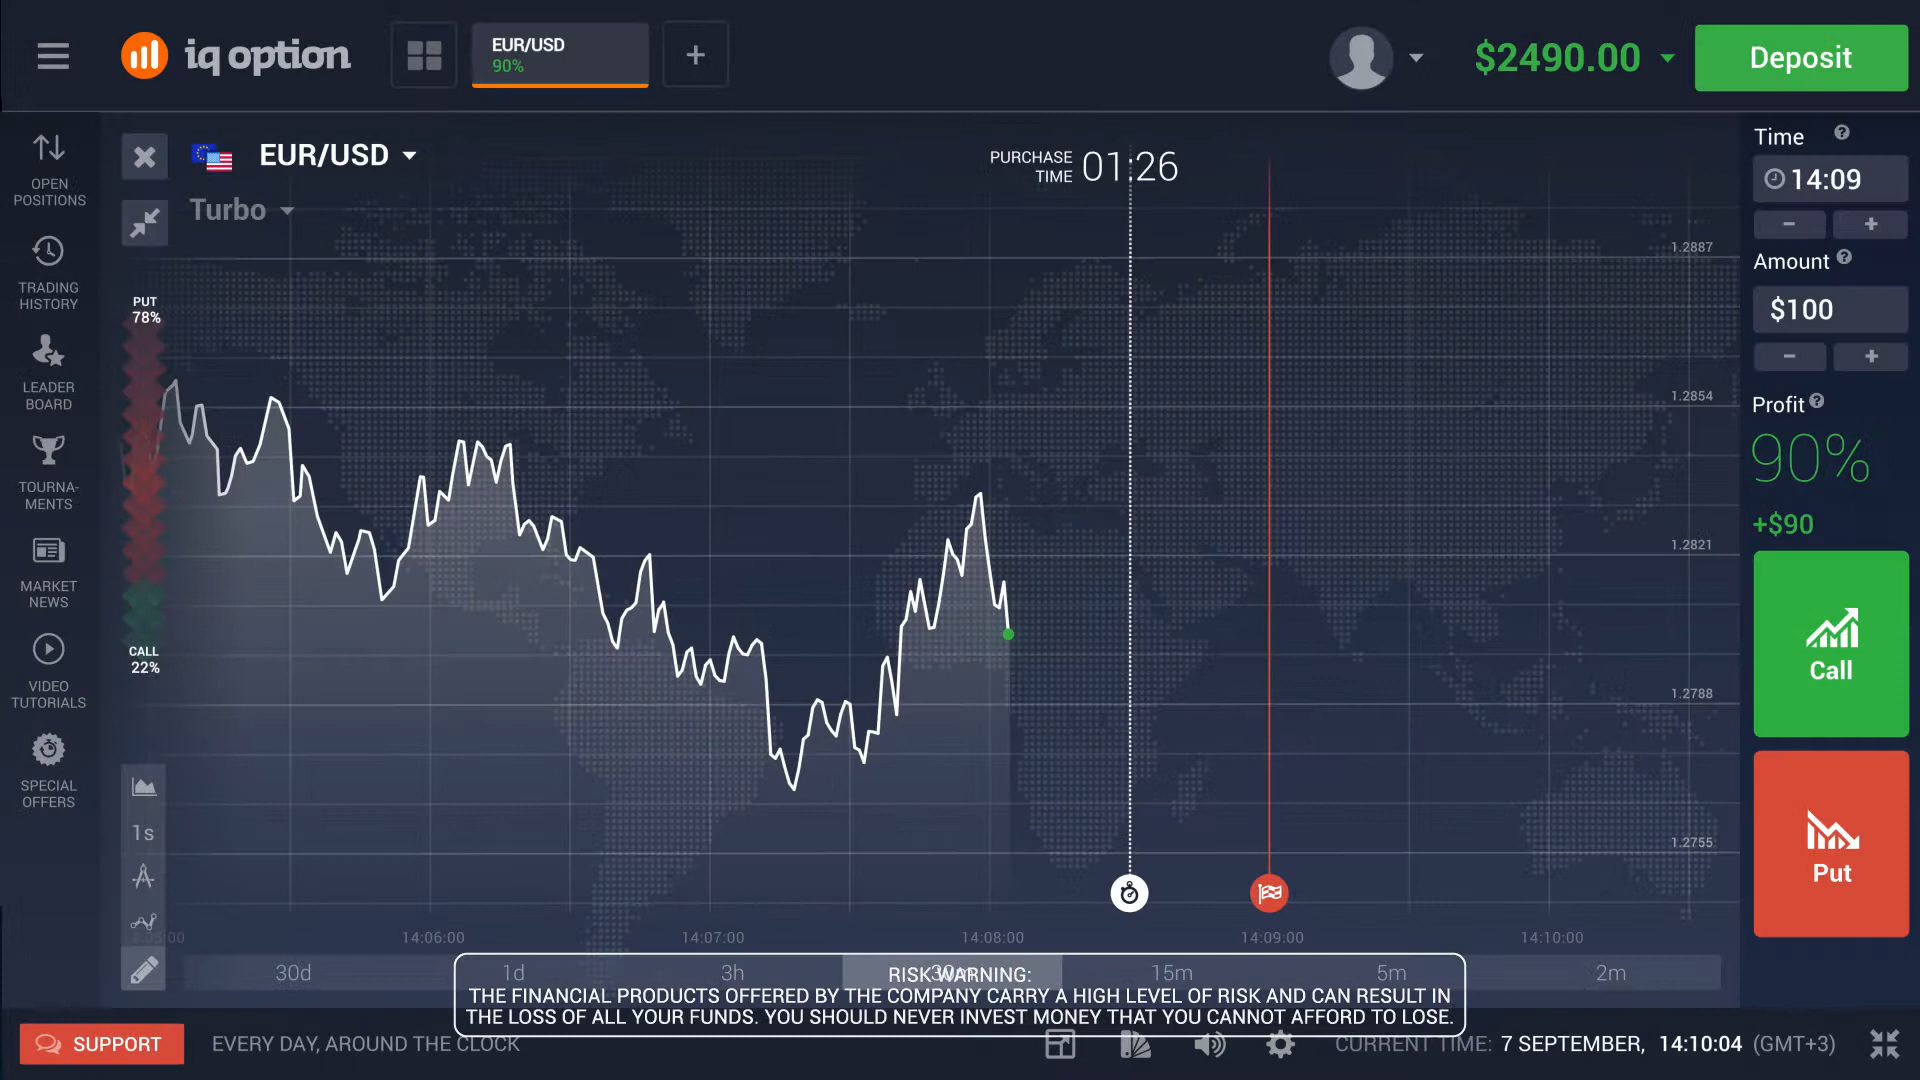 iq option
EUR/USD
90%
+
$2490.00
Deposit
EUR/USD
Turbo
PURCHASE
TIME
01:26
Time ?
14:09
- +
Amount ?
$100
- +
Profit ?
90%
+$90
Call
Put
OPEN
POSITIONS
TRADING
HISTORY
LEADER
BOARD
TOURNA-
MENTS
MARKET
NEWS
VIDEO
TUTORIALS
SPECIAL
OFFERS
PUT
78%
CALL
22%
1s
1.2887
1.2854
1.2821
1.2788
1.2755
14:06:00
14:07:00
14:08:00
14:09:00
14:10:00
30d
1d
3h
30m
15m
5m
2m
RISK WARNING:
THE FINANCIAL PRODUCTS OFFERED BY THE COMPANY CARRY A HIGH LEVEL OF RISK AND CAN RESULT IN
THE LOSS OF ALL YOUR FUNDS. YOU SHOULD NEVER INVEST MONEY THAT YOU CANNOT AFFORD TO LOSE.
SUPPORT
EVERY DAY, AROUND THE CLOCK
CURRENT TIME: 7 SEPTEMBER, 14:10:04 (GMT+3)